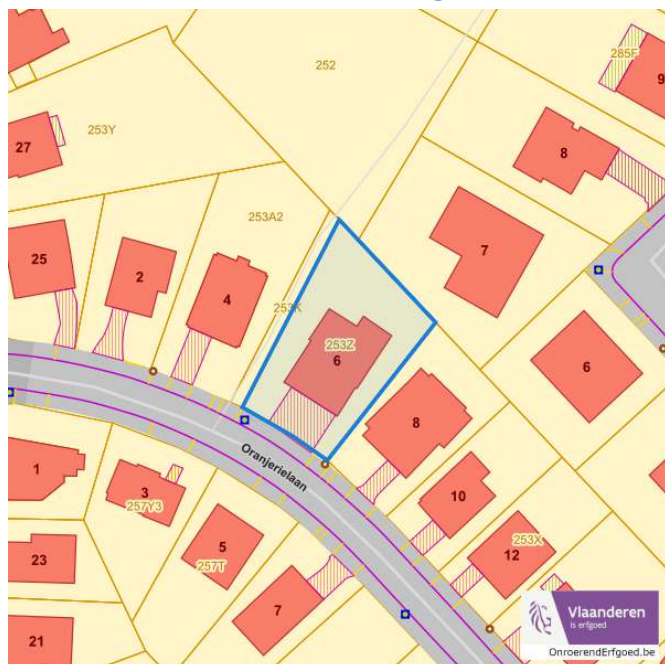 252
285F
9
253Y
27
8
253A2
7
25
2
4
253K
253Z
6
6
8
Oranjerielaan
1
3
257Y3
10
253X
12
5
257T
23
7
21
Vlaanderen
is erfgoed
OnroerendErfgoed.be